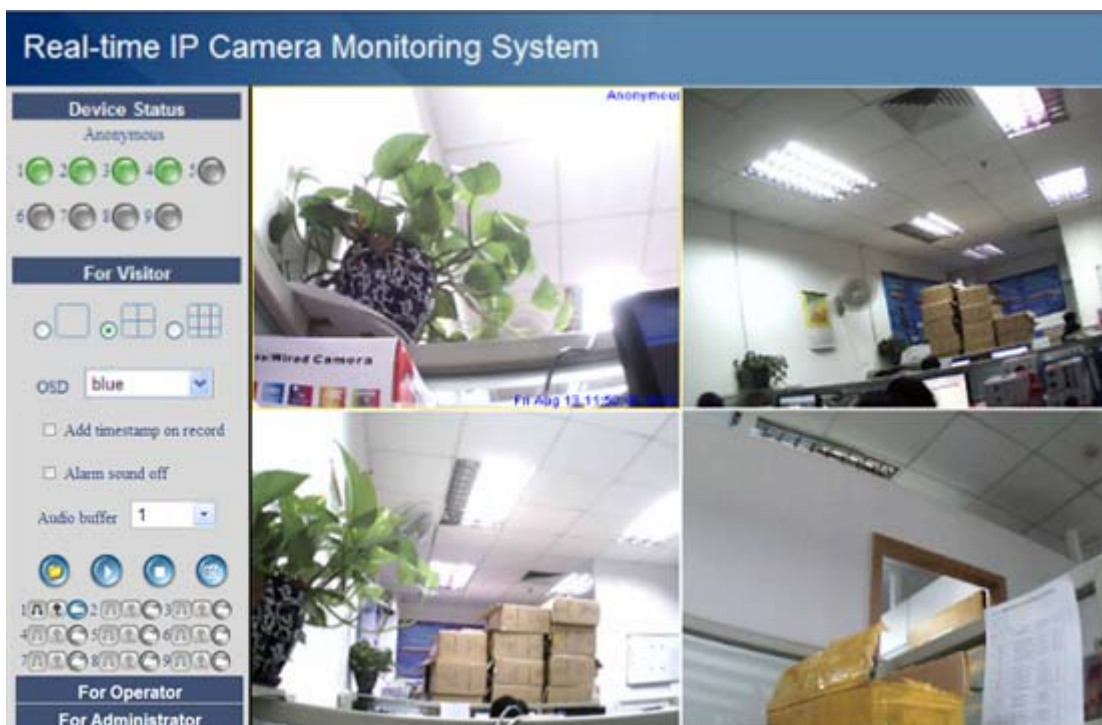 Real-time IP Camera Monitoring System
Device Status
Anonymous
1 2 3 4 5
6 7 8 9
For Visitor
OSD blue
Add timestamp on record
Alarm sound off
Audio buffer 1
1 2 3
4 5 6
7 8 9
For Operator
For Administrator
Anonymous
Wired Camera
Fri Aug 13 11:5